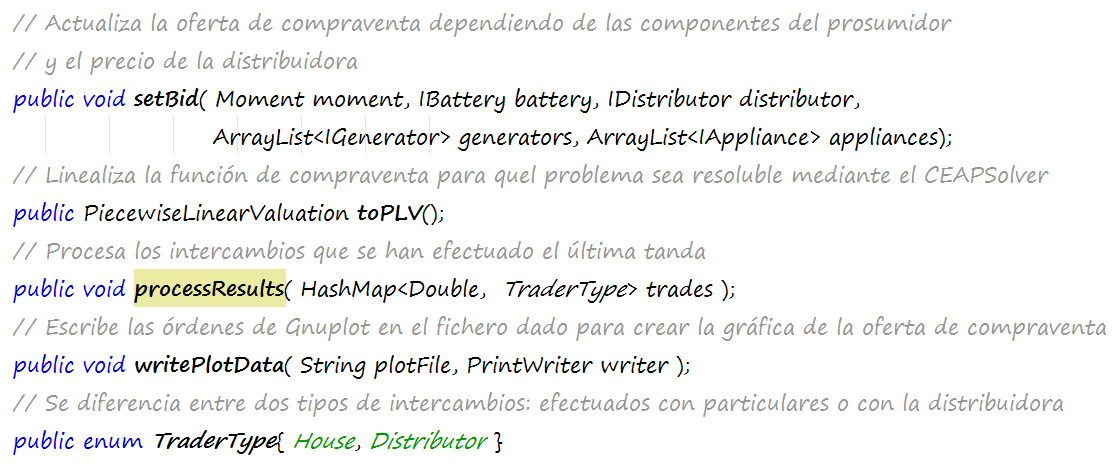 // Actualiza la oferta de compraventa dependiendo de las componentes del prosumidor
// y el precio de la distribuidora
public void setBid( Moment moment, IBattery battery, IDistributor distributor,
ArrayList<IGenerator> generators, ArrayList<IAppliance> appliances);
// Linealiza la función de compraventa para quel problema sea resoluble mediante el CEAPSolver
public PiecewiseLinearValuation toPLV();
// Procesa los intercambios que se han efectuado el última tanda
public void processResults( HashMap<Double, TraderType> trades );
// Escribe las órdenes de Gnuplot en el fichero dado para crear la gráfica de la oferta de compraventa
public void writePlotData( String plotFile, PrintWriter writer );
// Se diferencia entre dos tipos de intercambios: efectuados con particulares o con la distribuidora
public enum TraderType{ House, Distributor }